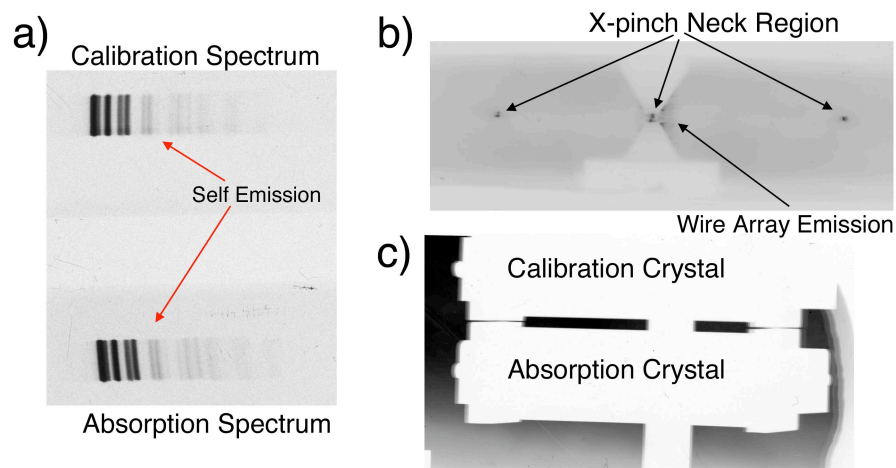 a)
Calibration Spectrum
Self Emission
Absorption Spectrum
b)
X-pinch Neck Region
Wire Array Emission
c)
Calibration Crystal
Absorption Crystal